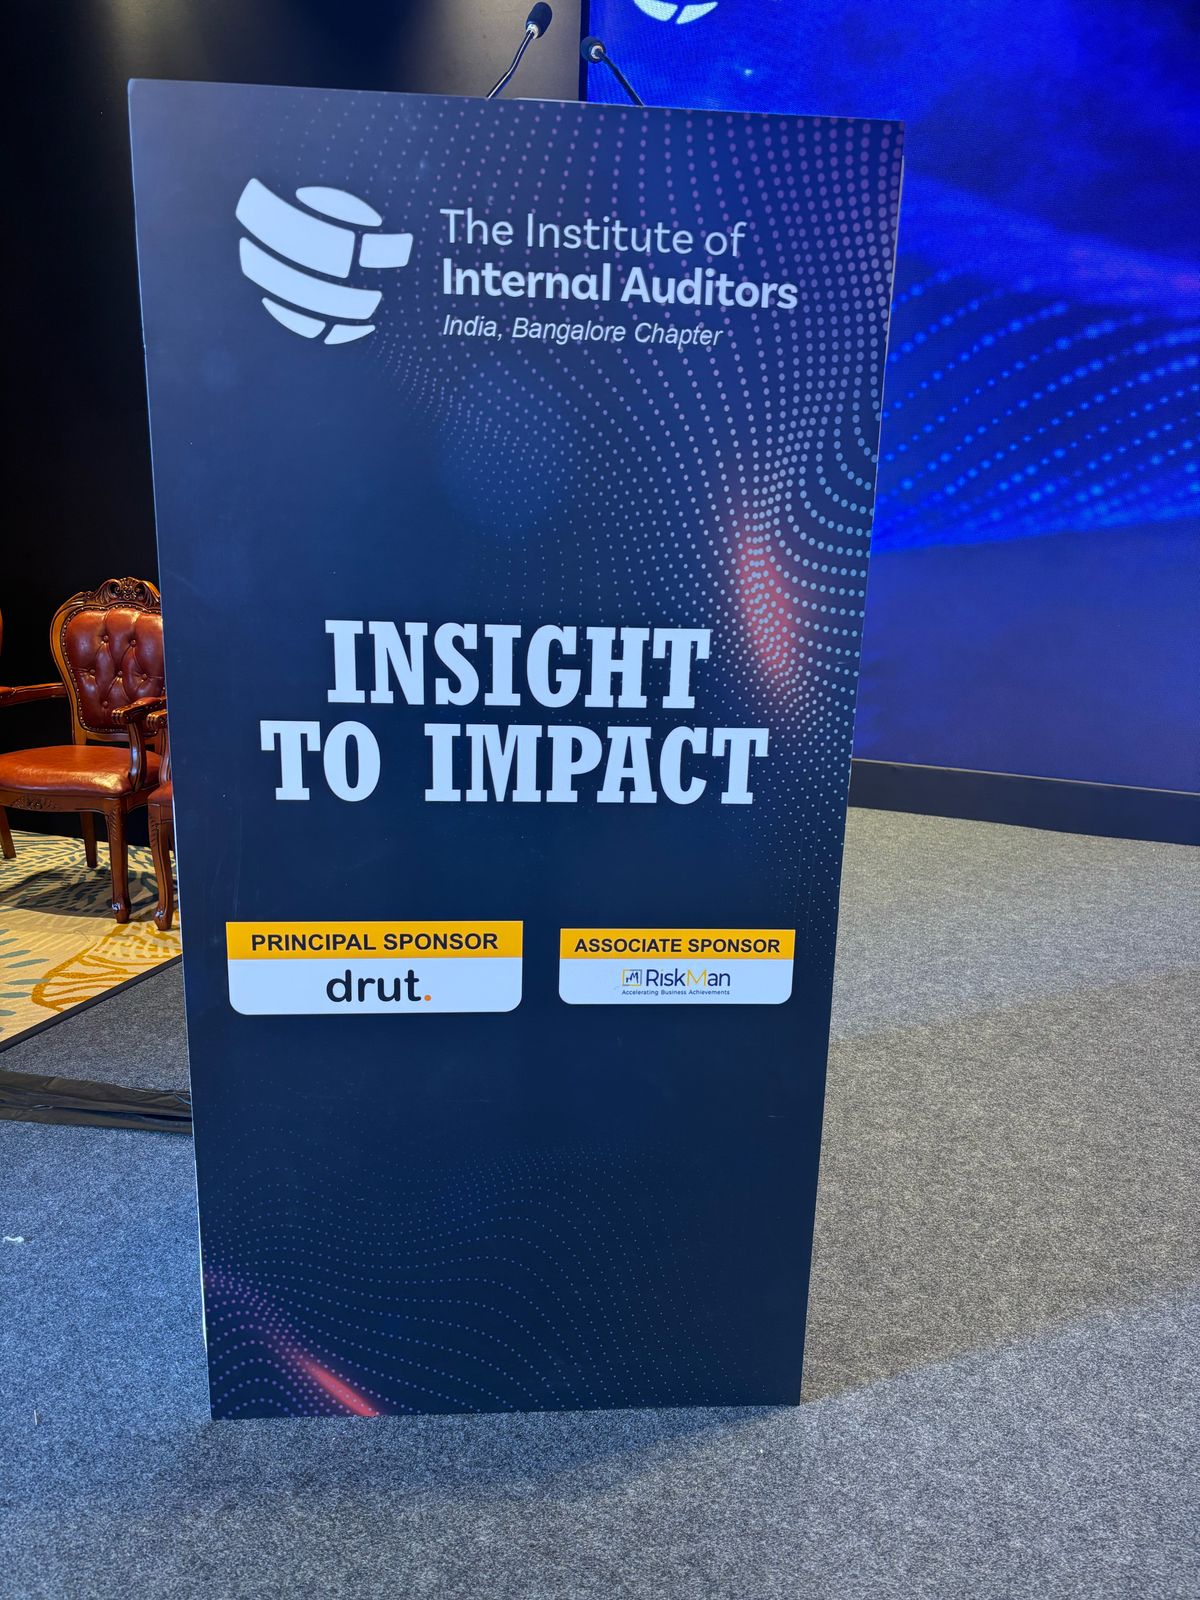 The Institute of
Internal Auditors
India, Bangalore Chapter
INSIGHT
TO IMPACT
PRINCIPAL SPONSOR
drut.
ASSOCIATE SPONSOR
rM RiskMan
Accelerating Business Achievements